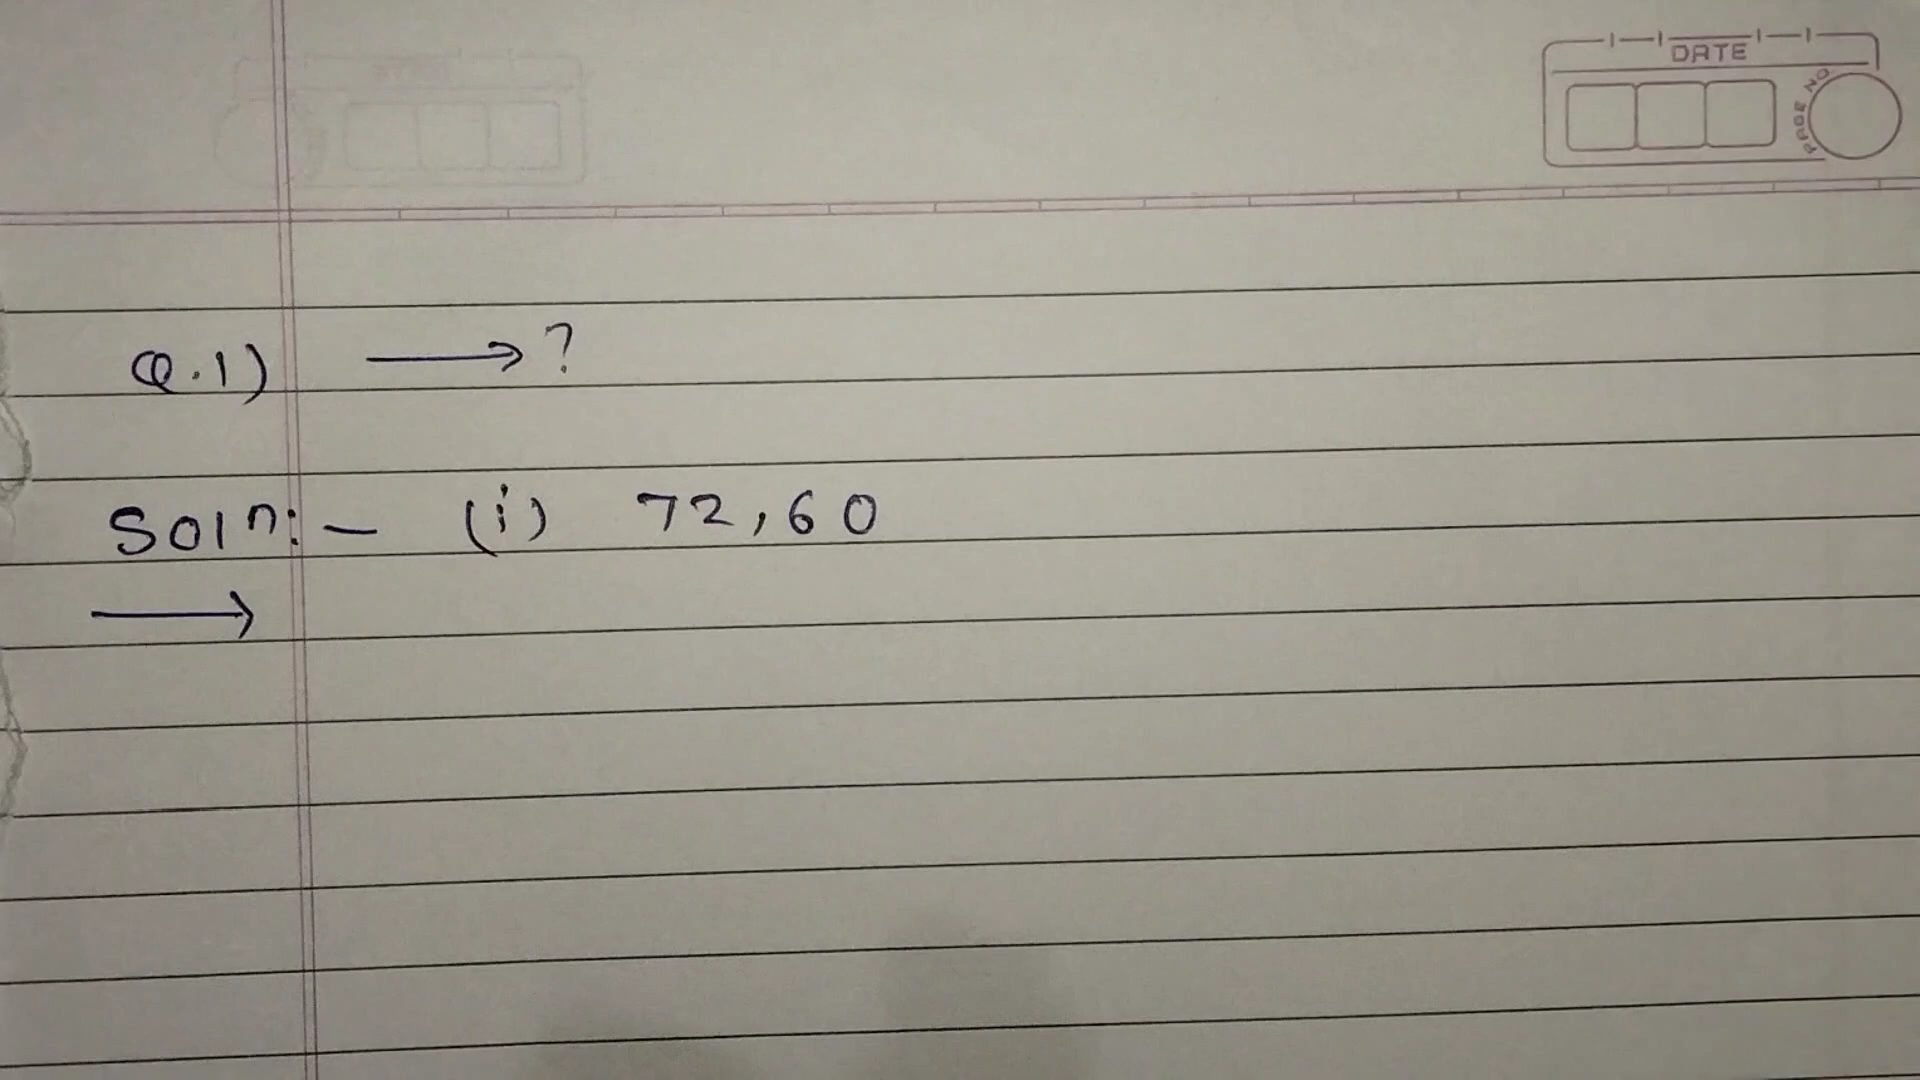 DATE
PAGE NO
Q.1) → ?
Soln:- (i) 72,60
→